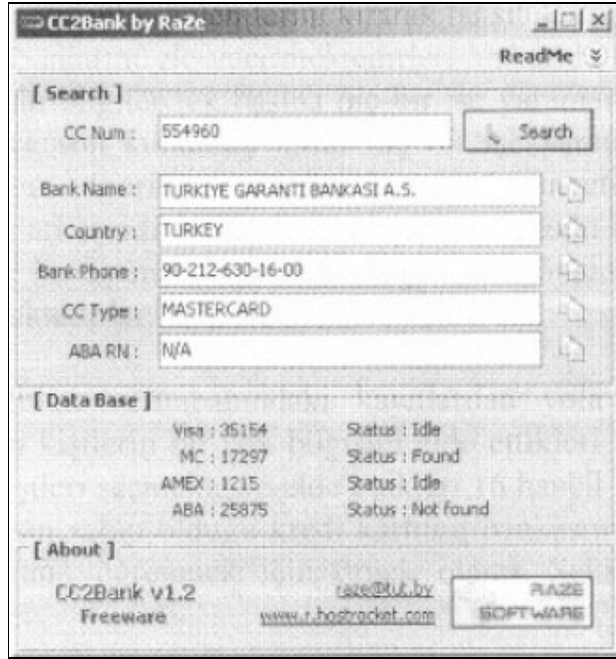 CC2Bank by RaZe
ReadMe
[ Search ]
CC Num : 554960 Search
Bank Name : TURKIYE GARANTI BANKASI A.S.
Country : TURKEY
Bank Phone : 90-212-630-16-00
CC Type : MASTERCARD
ABA RN : N/A
[ Data Base ]
Visa : 35154 Status : Idle
MC : 17297 Status : Found
AMEX : 1215 Status : Idle
ABA : 25875 Status : Not found
[ About ]
CC2Bank v1.2 raze@tut.by RAZE
Freeware www.r.hostrocket.com SOFTWARE